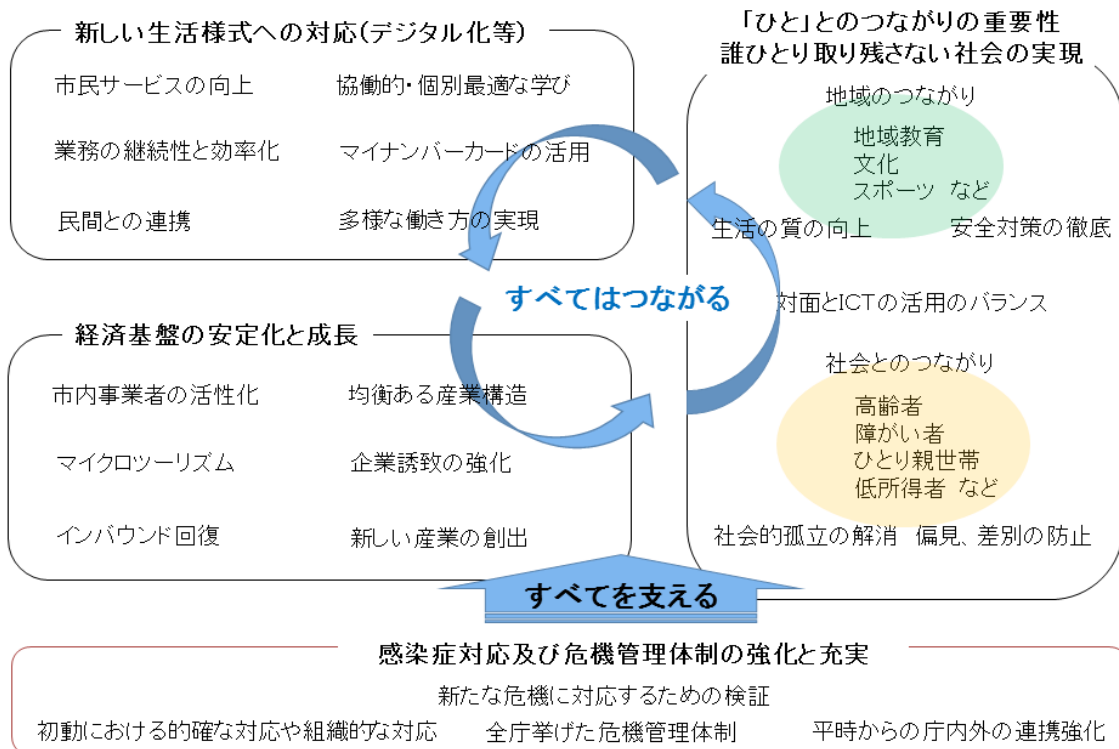 新しい生活様式への対応(デジタル化等)
市民サービスの向上
協働的・個別最適な学び
業務の継続性と効率化
マイナンバーカードの活用
民間との連携
多様な働き方の実現
「ひと」とのつながりの重要性
誰ひとり取り残さない社会の実現
地域のつながり
地域教育
文化
スポーツ など
生活の質の向上
安全対策の徹底
対面とICTの活用のバランス
社会とのつながり
高齢者
障がい者
ひとり親世帯
低所得者 など
社会的孤立の解消 偏見、差別の防止
すべてはつながる
経済基盤の安定化と成長
市内事業者の活性化
均衡ある産業構造
マイクロツーリズム
企業誘致の強化
インバウンド回復
新しい産業の創出
すべてを支える
感染症対応及び危機管理体制の強化と充実
新たな危機に対応するための検証
初動における的確な対応や組織的な対応
全庁挙げた危機管理体制
平時からの庁内外の連携強化